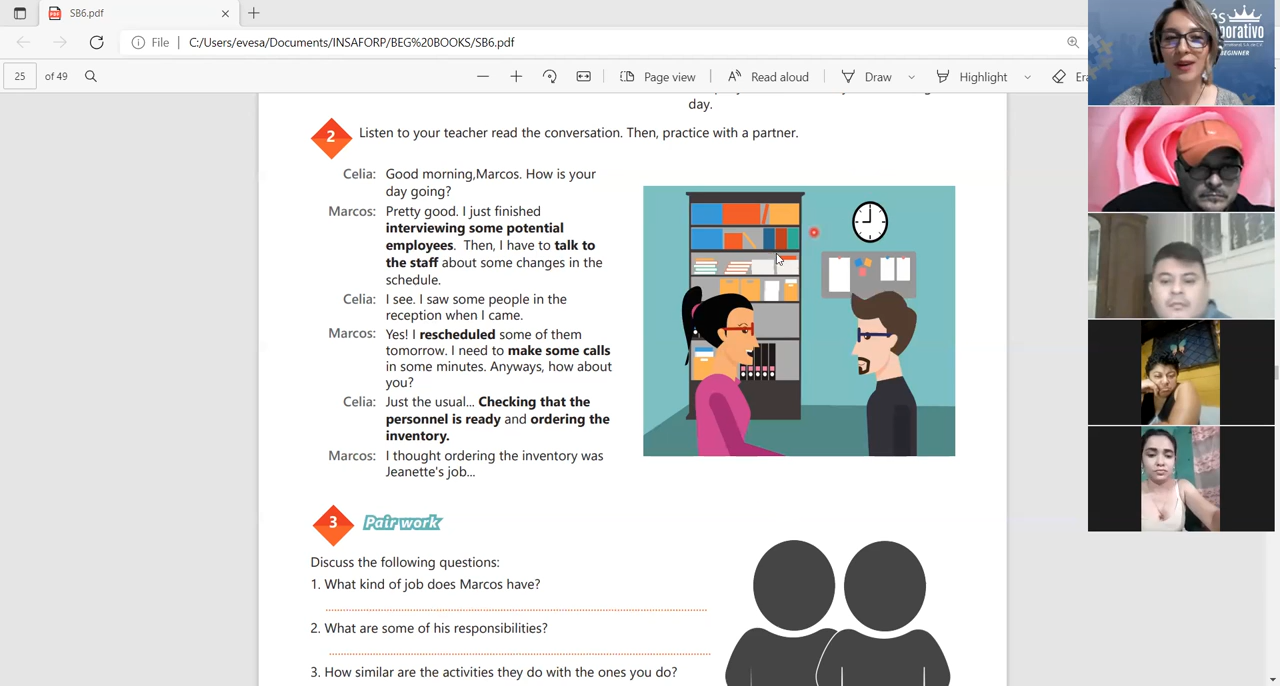 SB6.pdf
File
C:/Users/evesa/Documents/INSAFORP/BEG%20BOOKS/SB6.pdf
25 of 49
Page view
Read aloud
Draw
Highlight
day.
2 Listen to your teacher read the conversation. Then, practice with a partner.
Celia: Good morning,Marcos. How is your
day going?
Marcos: Pretty good. I just finished
interviewing some potential
employees. Then, I have to talk to
the staff about some changes in the
schedule.
Celia: I see. I saw some people in the
reception when I came.
Marcos: Yes! I rescheduled some of them
tomorrow. I need to make some calls
in some minutes. Anyways, how about
you?
Celia: Just the usual... Checking that the
personnel is ready and ordering the
inventory.
Marcos: I thought ordering the inventory was
Jeanette's job...
3 Pair work
Discuss the following questions:
1. What kind of job does Marcos have?
2. What are some of his responsibilities?
3. How similar are the activities they do with the ones you do?
BEGINNER